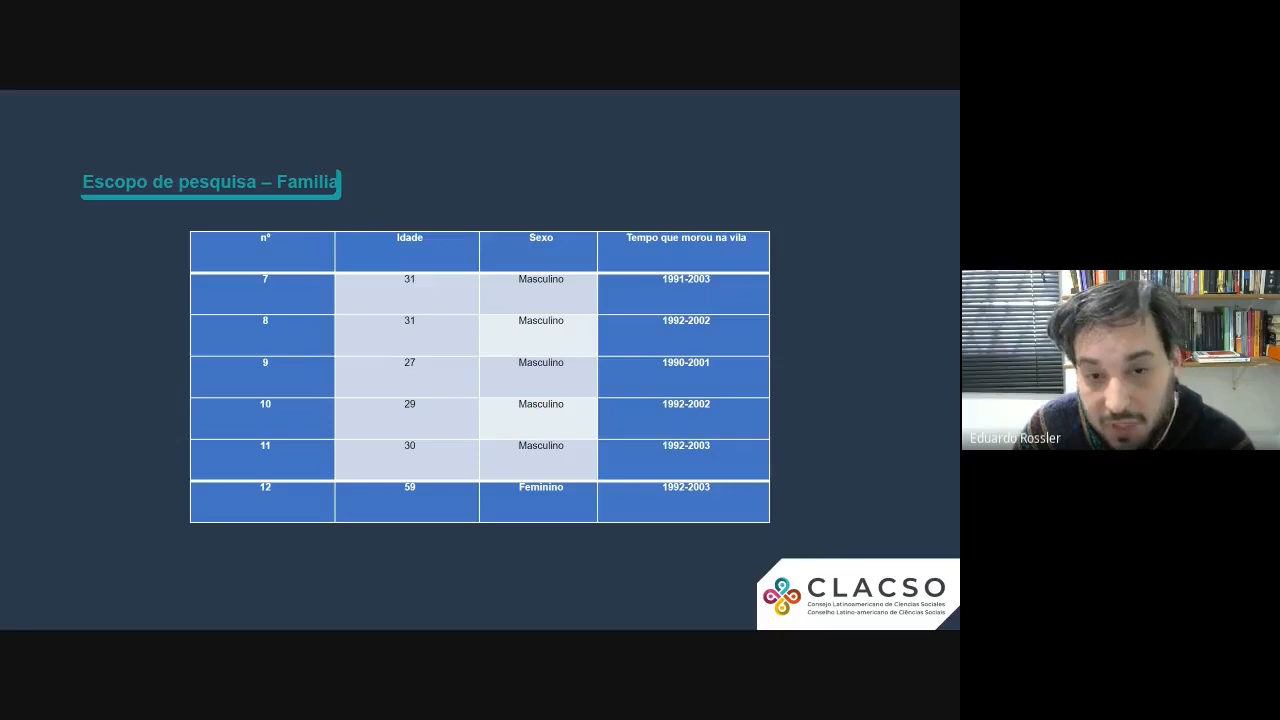 Escopo de pesquisa – Familia
nº Idade Sexo Tempo que morou na vila
7 31 Masculino 1991-2003
8 31 Masculino 1992-2002
9 27 Masculino 1990-2001
10 29 Masculino 1992-2002
11 30 Masculino 1992-2003
12 59 Feminino 1992-2003
Eduardo Rossler
CLACSO
Consejo Latinoamericano de Ciencias Sociales
Conselho Latino-americano de Ciências Sociais